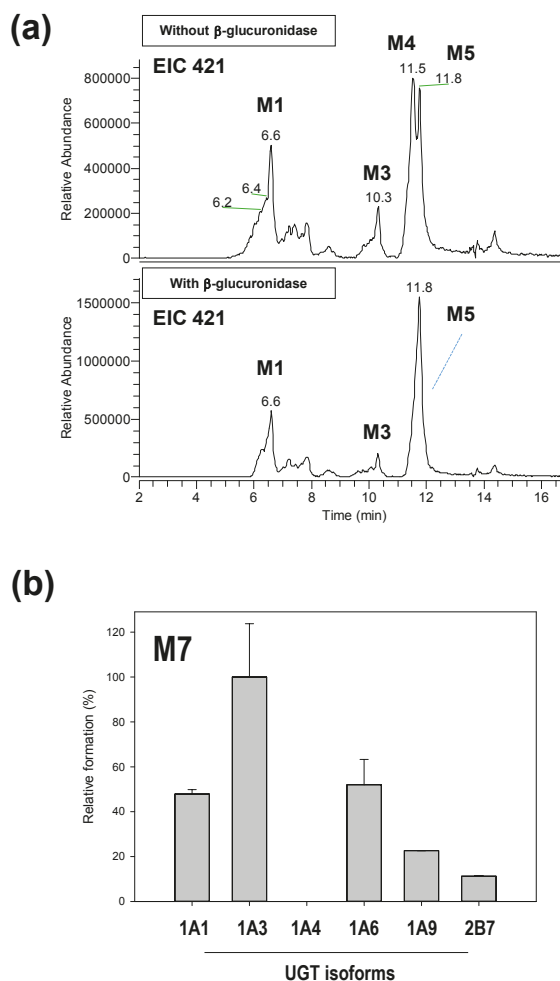 (a)
Without β-glucuronidase
EIC 421
M4
M5
M1
M3
11.5
11.8
6.6
6.4
6.2
10.3
Relative Abundance
800000
600000
400000
200000
0
With β-glucuronidase
EIC 421
11.8
M5
M1
6.6
M3
Relative Abundance
1500000
1000000
500000
0
2 4 6 8 10 12 14 16
Time (min)
(b)
M7
Relative formation (%)
120
100
80
60
40
20
0
1A1 1A3 1A4 1A6 1A9 2B7
UGT isoforms